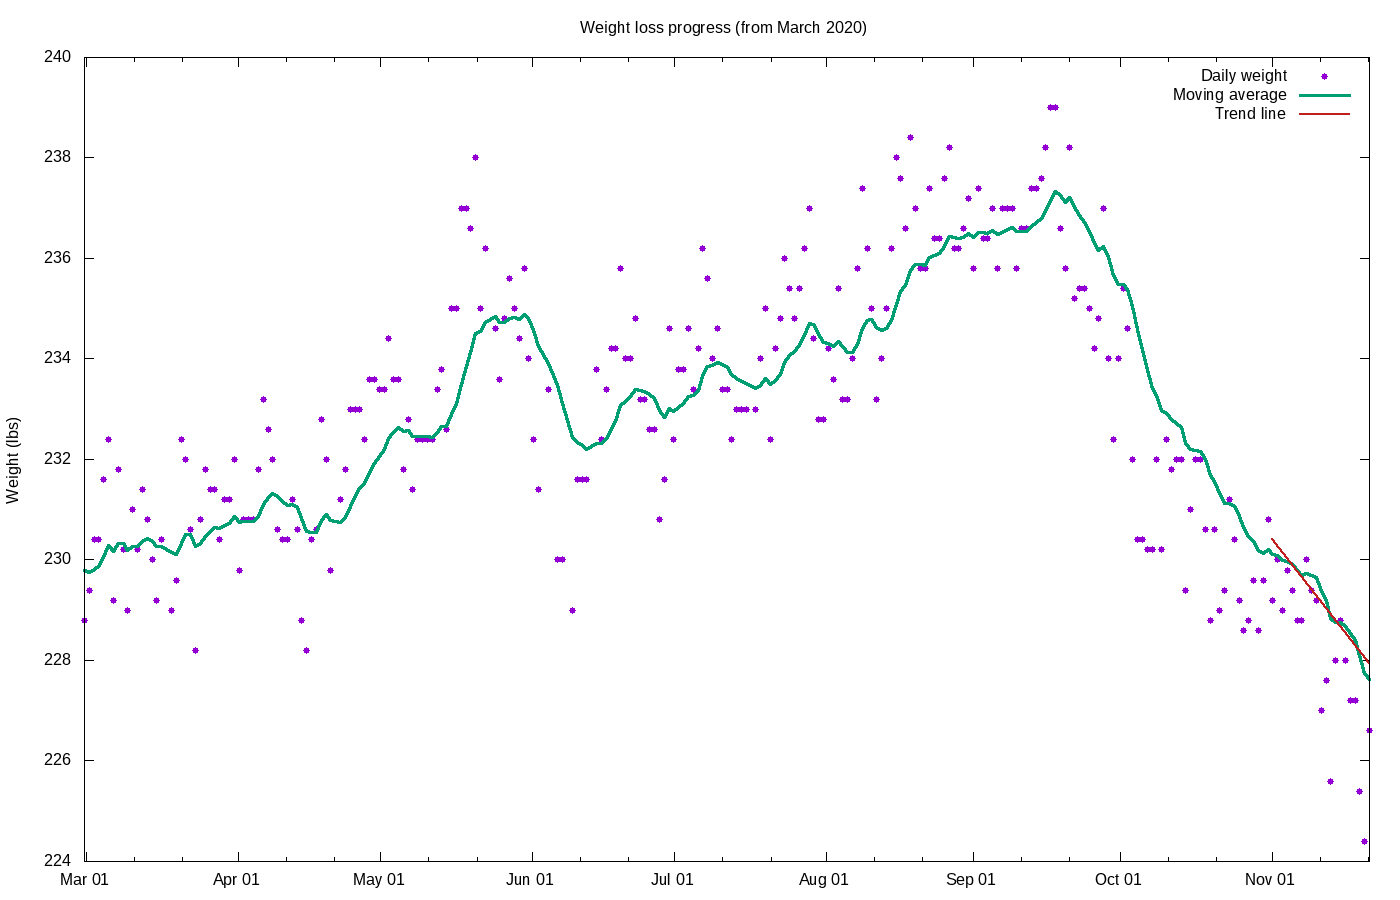 Weight loss progress (from March 2020)
Daily weight
Moving average
Trend line
Weight (lbs)
240
238
236
234
232
230
228
226
224
Mar 01 Apr 01 May 01 Jun 01 Jul 01 Aug 01 Sep 01 Oct 01 Nov 01